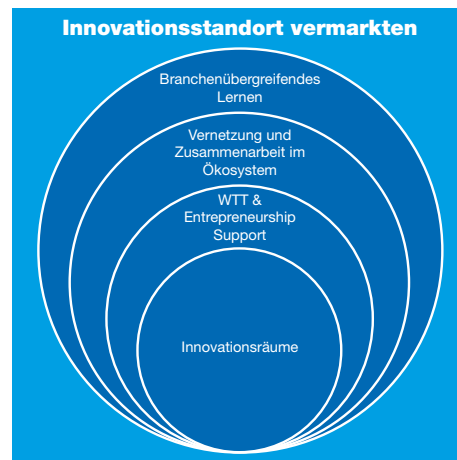 Innovationsstandort vermarkten
Branchenübergreifendes
Lernen
Vernetzung und
Zusammenarbeit im
Ökosystem
WTT &
Entrepreneurship
Support
Innovationsräume